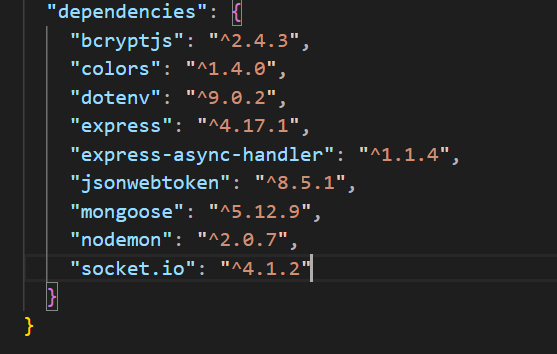 "dependencies": {
"bcryptjs": "^2.4.3",
"colors": "^1.4.0",
"dotenv": "^9.0.2",
"express": "^4.17.1",
"express-async-handler": "^1.1.4",
"jsonwebtoken": "^8.5.1",
"mongoose": "^5.12.9",
"nodemon": "^2.0.7",
"socket.io": "^4.1.2"
}
}